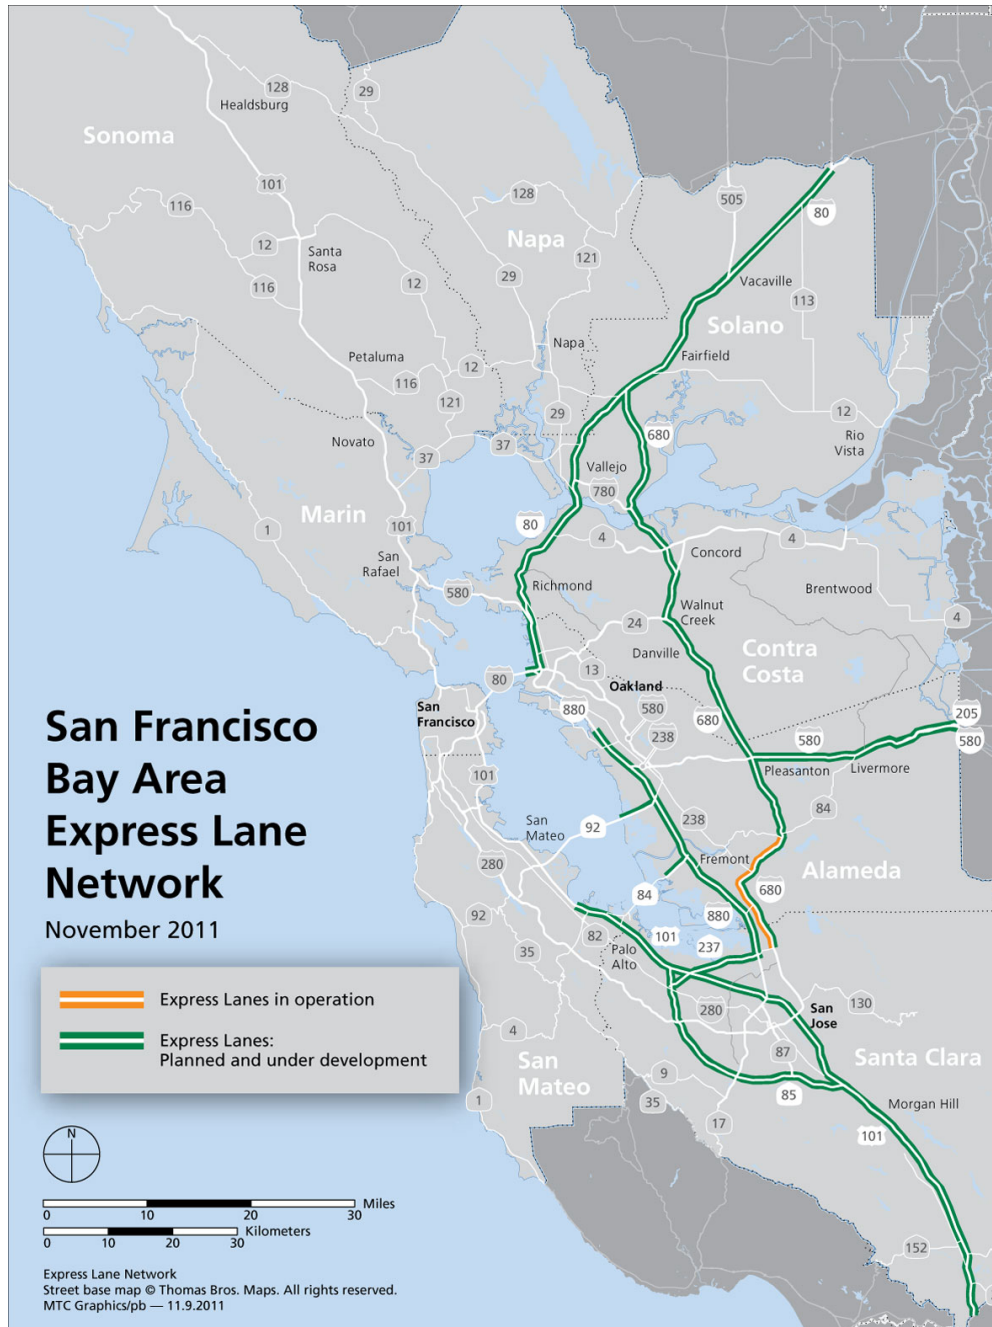 128
Healdsburg
29
Sonoma
101
128
505
80
116
Napa
12
Santa
Rosa
121
116
12
29
Vacaville
113
Solano
Napa
Petaluma
Fairfield
12
116
121
29
12
Rio
Vista
Novato
37
37
680
Vallejo
780
Marin
1
101
80
4
4
San
Rafael
Concord
Richmond
Brentwood
580
Walnut
Creek
24
4
Danville
Contra
Costa
13
80
Oakland
San
Francisco
880
580
680
205
238
580
580
Pleasanton
Livermore
San Francisco
Bay Area
Express Lane
Network
November 2011
101
84
San
Mateo
92
238
280
Fremont
Alameda
680
84
92
880
82
101
237
35
Palo
Alto
Express Lanes in operation
Express Lanes:
Planned and under development
280
San
Jose
130
4
87
Santa Clara
San
Mateo
9
85
1
35
Morgan Hill
17
101
N
Miles
0 10 20 30
Kilometers
0 10 20 30
152
Express Lane Network
Street base map © Thomas Bros. Maps. All rights reserved.
MTC Graphics/pb — 11.9.2011